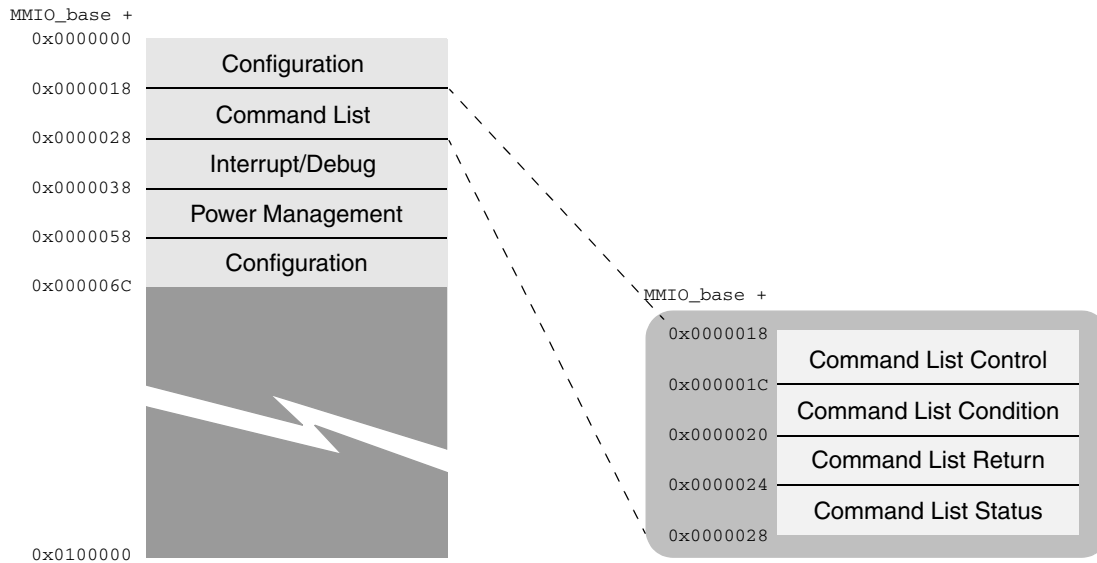 MMIO_base +
0x0000000
Configuration
0x0000018
Command List
0x0000028
Interrupt/Debug
0x0000038
Power Management
0x0000058
Configuration
0x000006C
0x0100000
MMIO_base +
0x0000018
Command List Control
0x000001C
Command List Condition
0x0000020
Command List Return
0x0000024
Command List Status
0x0000028